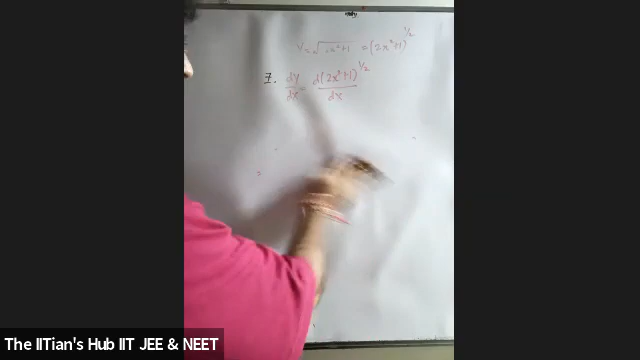 y = √2x²+1 = (2x²+1)^1/2
7. dy/dx = d(2x²+1)^1/2 / dx
The IITian's Hub IIT JEE & NEET